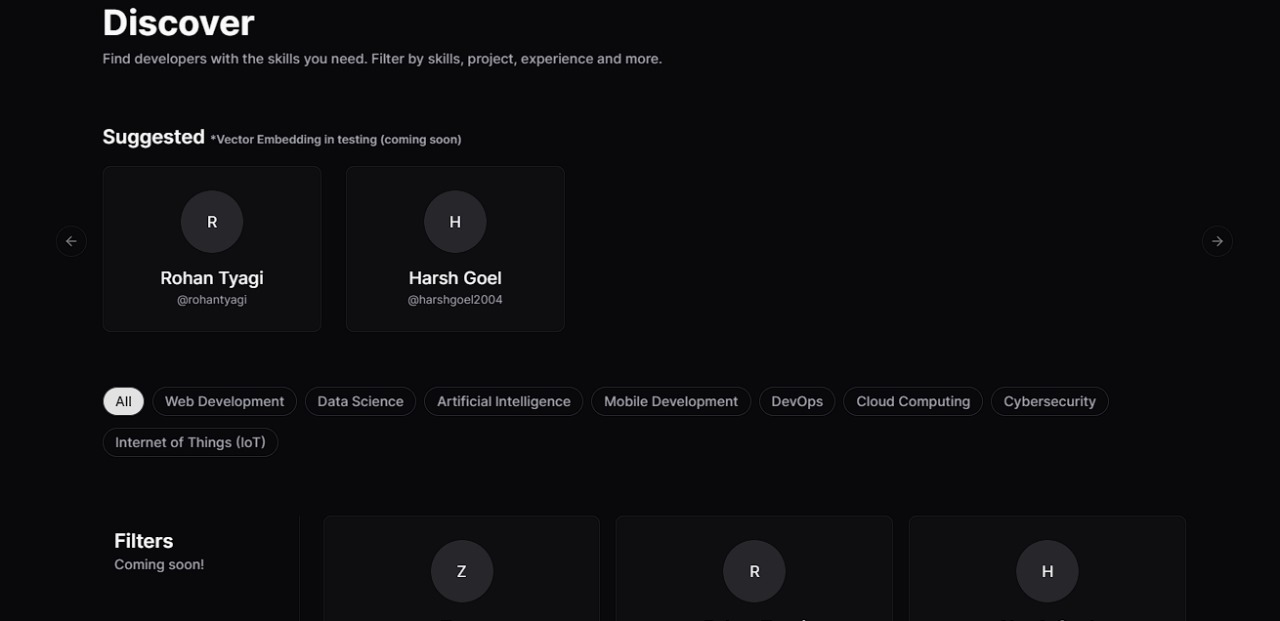 Discover
Find developers with the skills you need. Filter by skills, project, experience and more.
Suggested *Vector Embedding in testing (coming soon)
R
Rohan Tyagi
@rohantyagi
H
Harsh Goel
@harshgoel2004
All
Web Development
Data Science
Artificial Intelligence
Mobile Development
DevOps
Cloud Computing
Cybersecurity
Internet of Things (IoT)
Filters
Coming soon!
Z
R
H